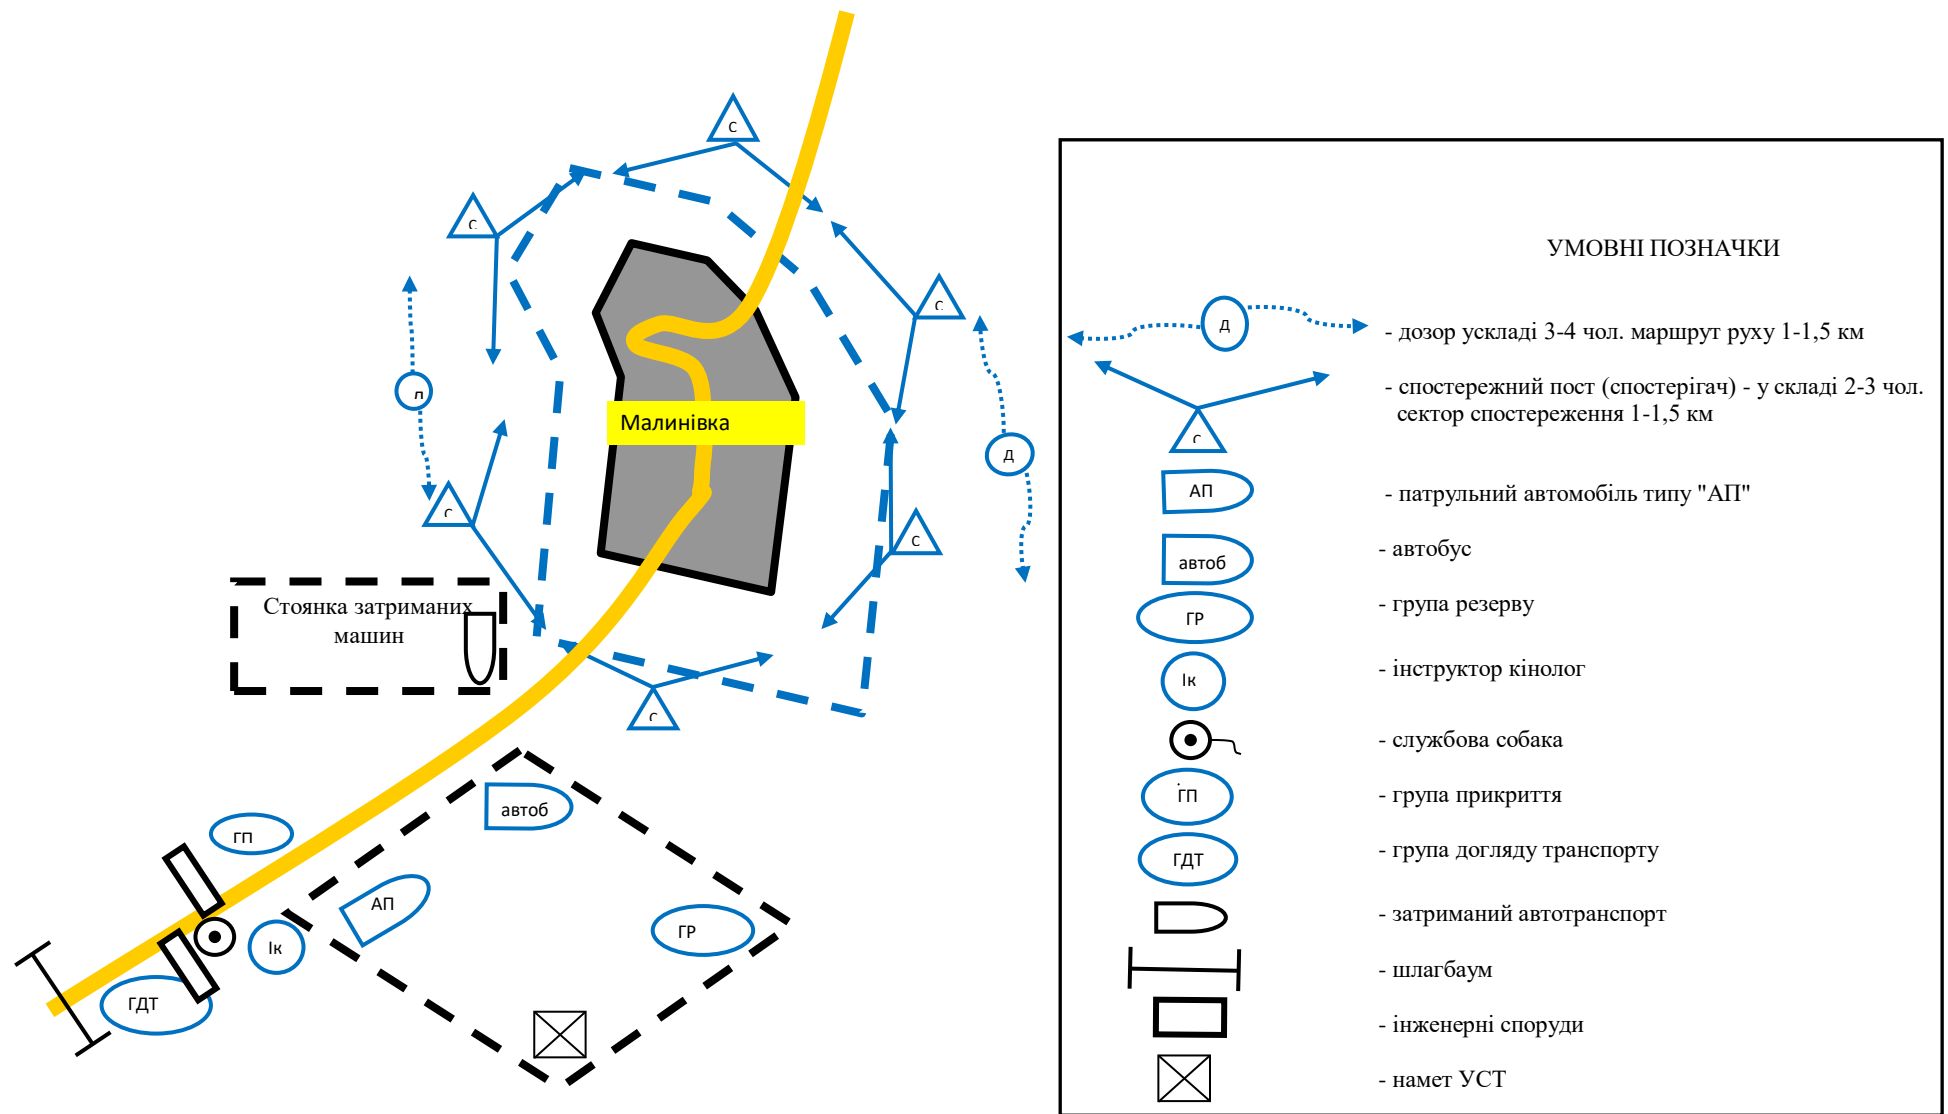 С
С
С
д
Малинівка
д
С
С
Стоянка затриманих
машин
С
автоб
ГП
АП
ГР
Ік
ГДТ
УМОВНІ ПОЗНАЧКИ
д
- дозор ускладі 3-4 чол. маршрут руху 1-1,5 км
- спостережний пост (спостерігач) - у складі 2-3 чол.
сектор спостереження 1-1,5 км
С
АП
- патрульний автомобіль типу "АП"
автоб
- автобус
ГР
- група резерву
Ік
- інструктор кінолог
- службова собака
ГП
- група прикриття
ГДТ
- група догляду транспорту
- затриманий автотранспорт
- шлагбаум
- інженерні споруди
- намет УСТ